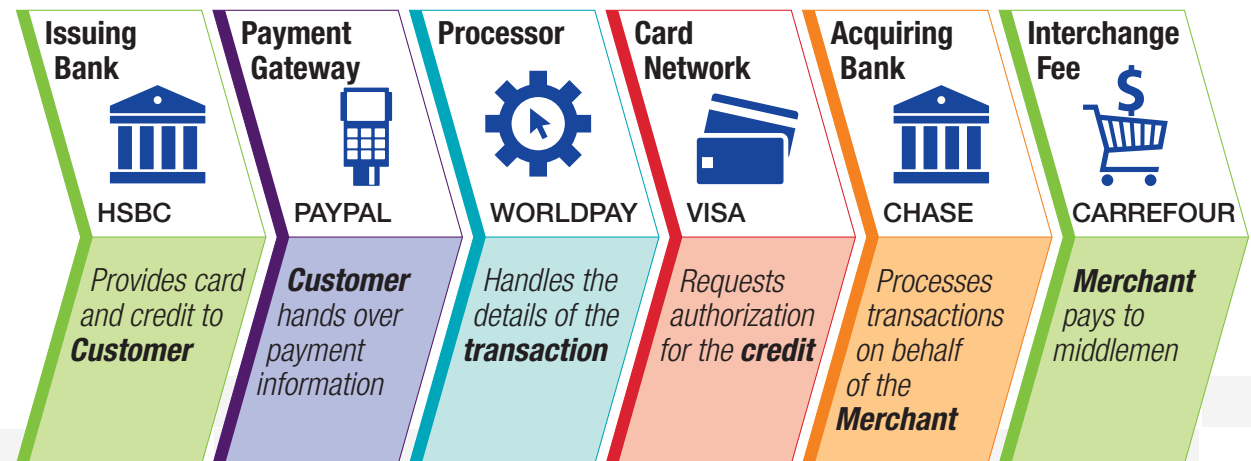 Issuing
Bank
HSBC
Provides card
and credit to
Customer
Payment
Gateway
PAYPAL
Customer
hands over
payment
information
Processor
WORLDPAY
Handles the
details of the
transaction
Card
Network
VISA
Requests
authorization
for the credit
Acquiring
Bank
CHASE
Processes
transactions
on behalf
of the
Merchant
Interchange
Fee
$
CARREFOUR
Merchant
pays to
middlemen